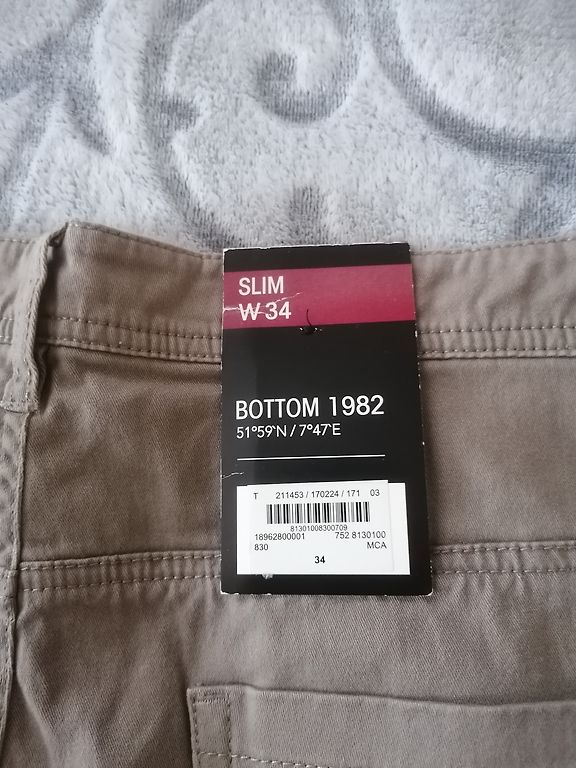 SLIM
W 34
BOTTOM 1982
51°59`N / 7°47`E
T 211453 / 170224 / 171 03
81301008300709
18962800001 752 8130100
830 MCA
34